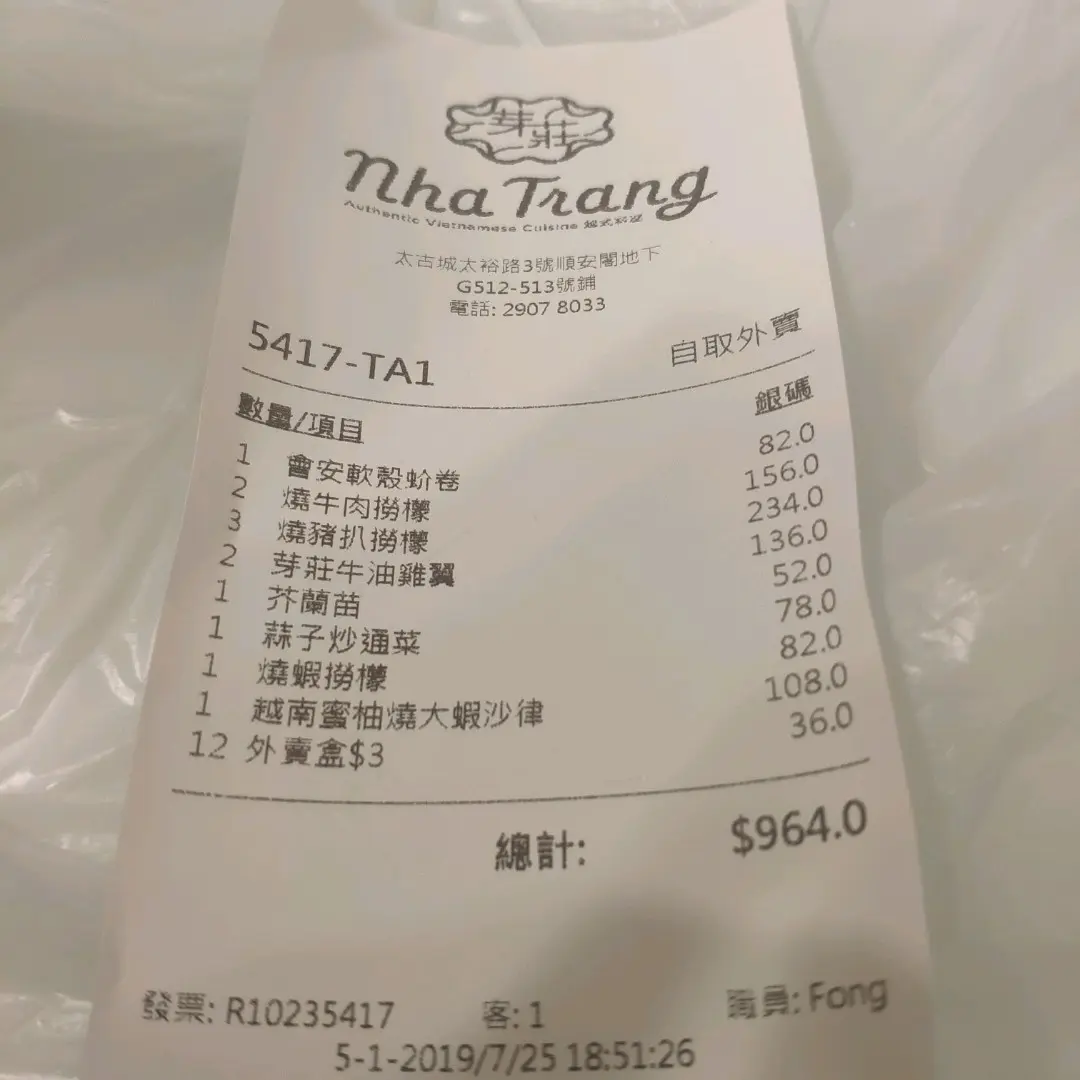 芽莊
Nha Trang
Authentic Vietnamese Cuisine 越式料理
太古城太裕路3號順安閣地下
G512-513號鋪
電話: 2907 8033
5417-TA1 自取外賣
數量/項目 銀碼
1 會安軟殼蚧卷 82.0
2 燒牛肉撈檬 156.0
3 燒豬扒撈檬 234.0
2 芽莊牛油雞翼 136.0
1 芥蘭苗 52.0
1 蒜子炒通菜 78.0
1 燒蝦撈檬 82.0
1 越南蜜柚燒大蝦沙律 108.0
12 外賣盒$3 36.0
總計: $964.0
發票: R10235417 客: 1 職員: Fong
5-1-2019/7/25 18:51:26